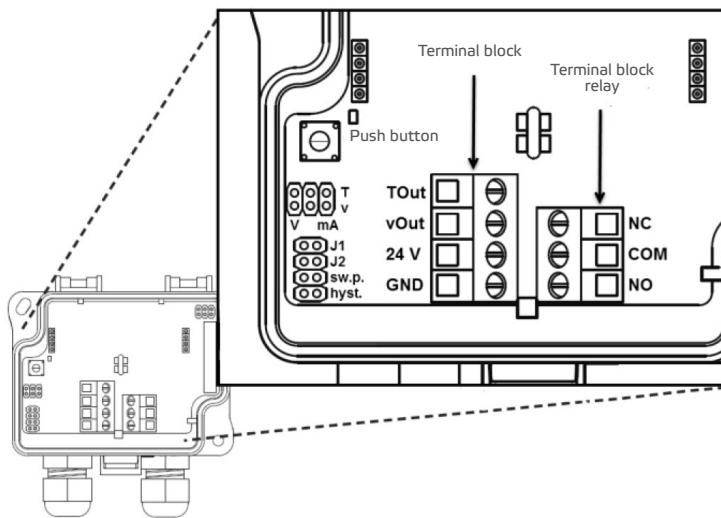 Terminal block
Terminal block
relay
Push button
T
v
V mA
J1
J2
sw.p.
hyst.
TOut
vOut
24 V
GND
NC
COM
NO